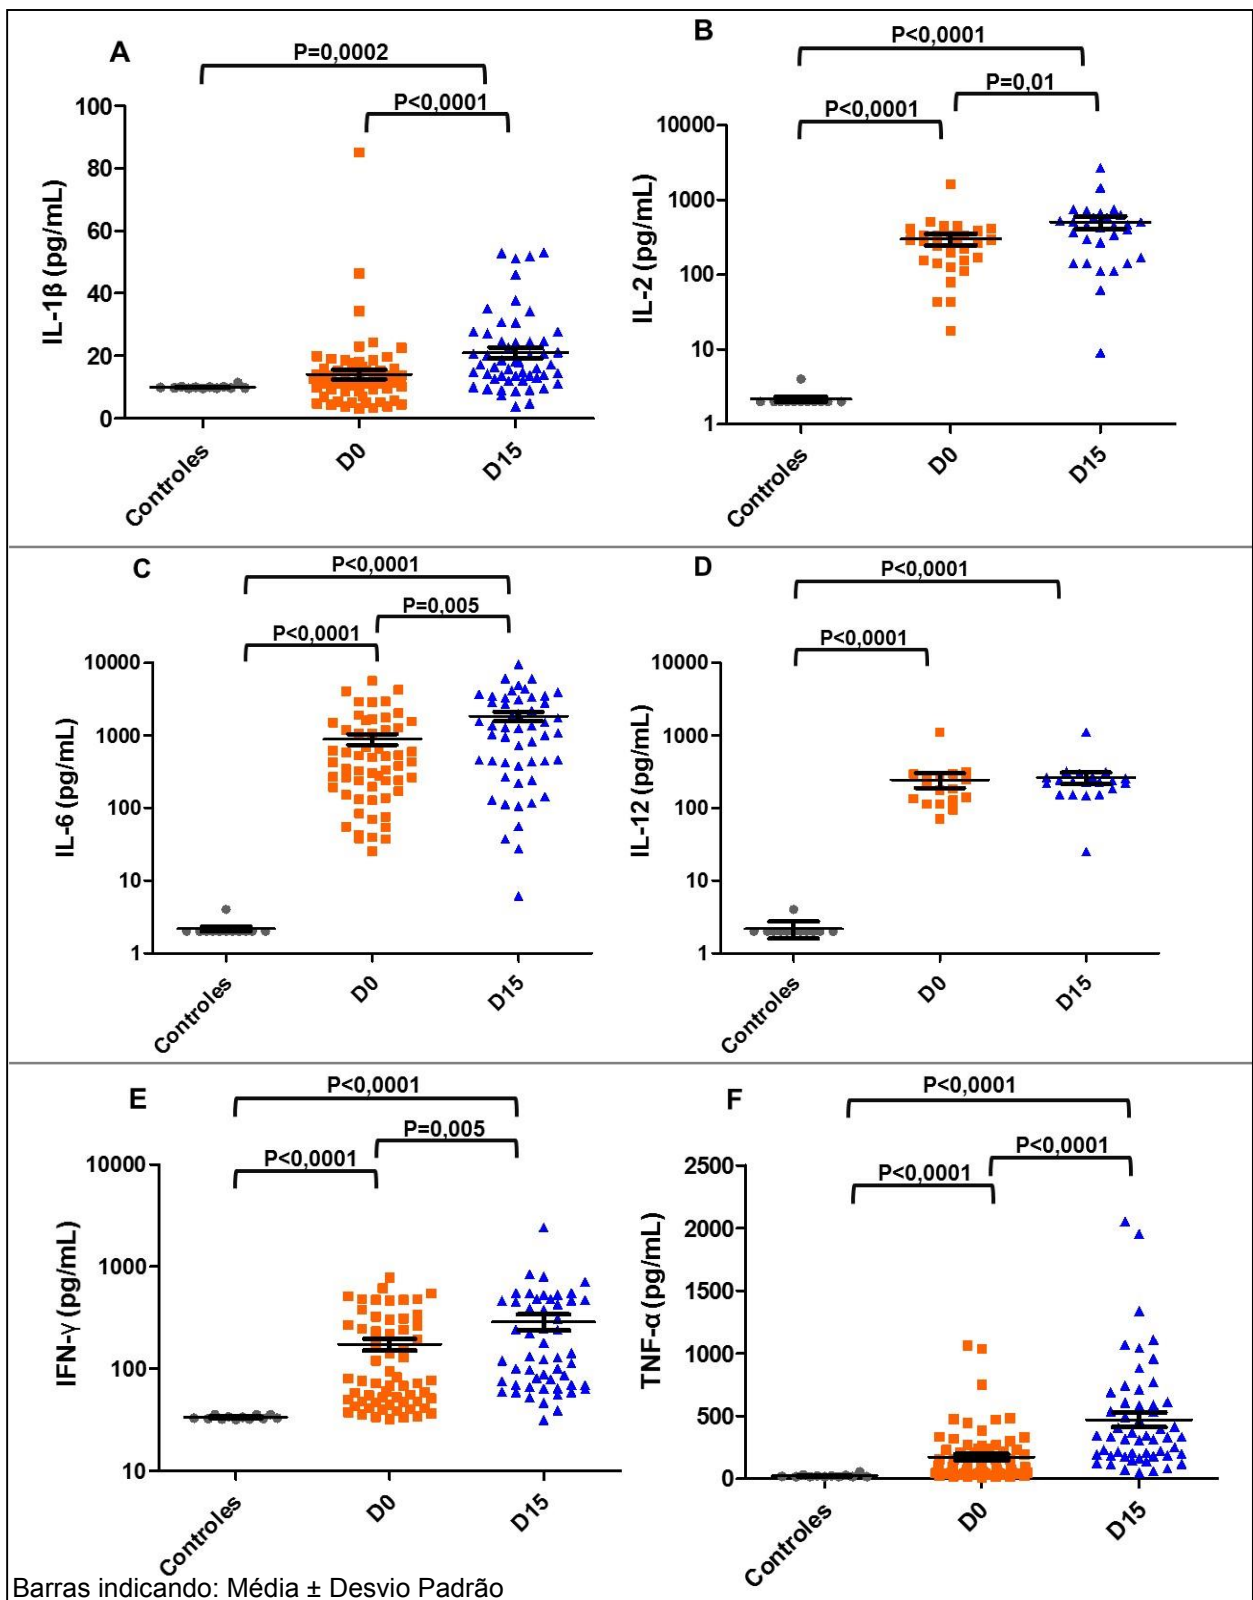 A
P=0,0002
P<0,0001
IL-1β (pg/mL)
100
80
60
40
20
0
Controles
D0
D15
B
P<0,0001
P=0,01
P<0,0001
IL-2 (pg/mL)
10000
1000
100
10
1
Controles
D0
D15
C
P<0,0001
P=0,005
P<0,0001
IL-6 (pg/mL)
10000
1000
100
10
1
Controles
D0
D15
D
P<0,0001
P<0,0001
IL-12 (pg/mL)
10000
1000
100
10
1
Controles
D0
D15
E
P<0,0001
P=0,005
P<0,0001
IFN-γ (pg/mL)
10000
1000
100
10
Controles
D0
D15
F
P<0,0001
P<0,0001
P<0,0001
TNF-α (pg/mL)
2500
2000
1500
1000
500
0
Controles
D0
D15
Barras indicando: Média ± Desvio Padrão